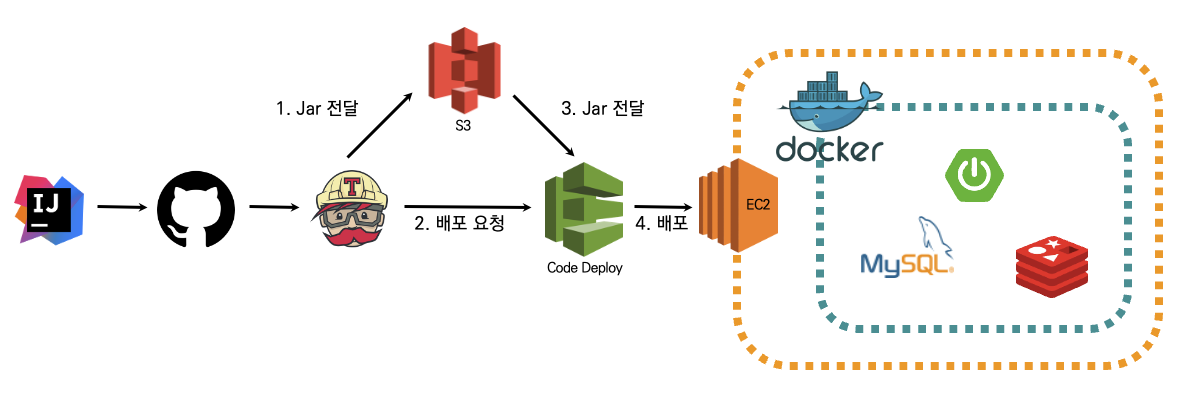 1. Jar 전달
S3
3. Jar 전달
docker
IJ
T
2. 배포 요청
Code Deploy
4. 배포
EC2
MySQL®